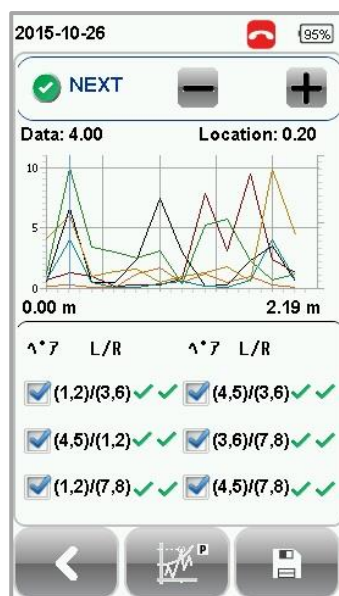 2015-10-26 95%
NEXT
Data: 4.00 Location: 0.20
10
5
0
0.00 m 2.19 m
ペア L/R ペア L/R
(1,2)/(3,6) (4,5)/(3,6)
(4,5)/(1,2) (3,6)/(7,8)
(1,2)/(7,8) (4,5)/(7,8)
P